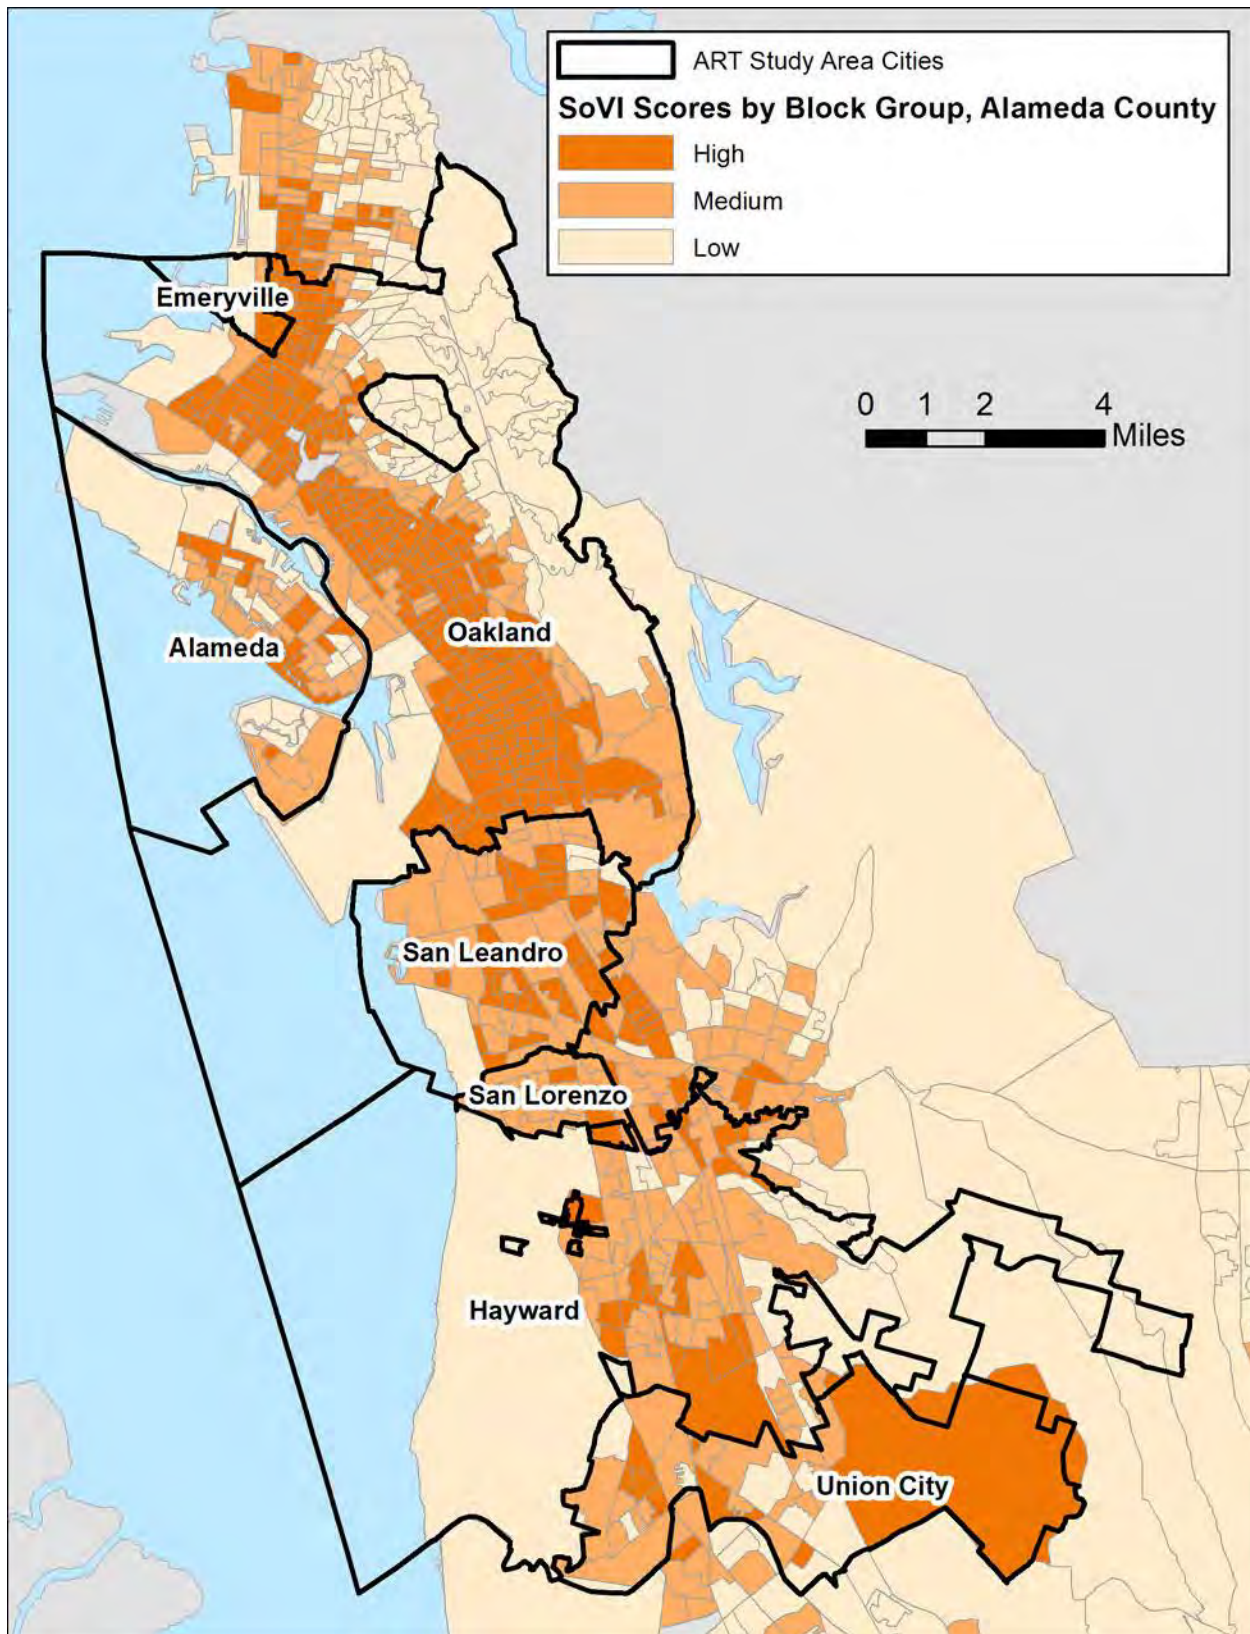 ART Study Area Cities
SoVI Scores by Block Group, Alameda County
High
Medium
Low
Emeryville
0 1 2 4
Miles
Oakland
Alameda
San Leandro
San Lorenzo
Hayward
Union City